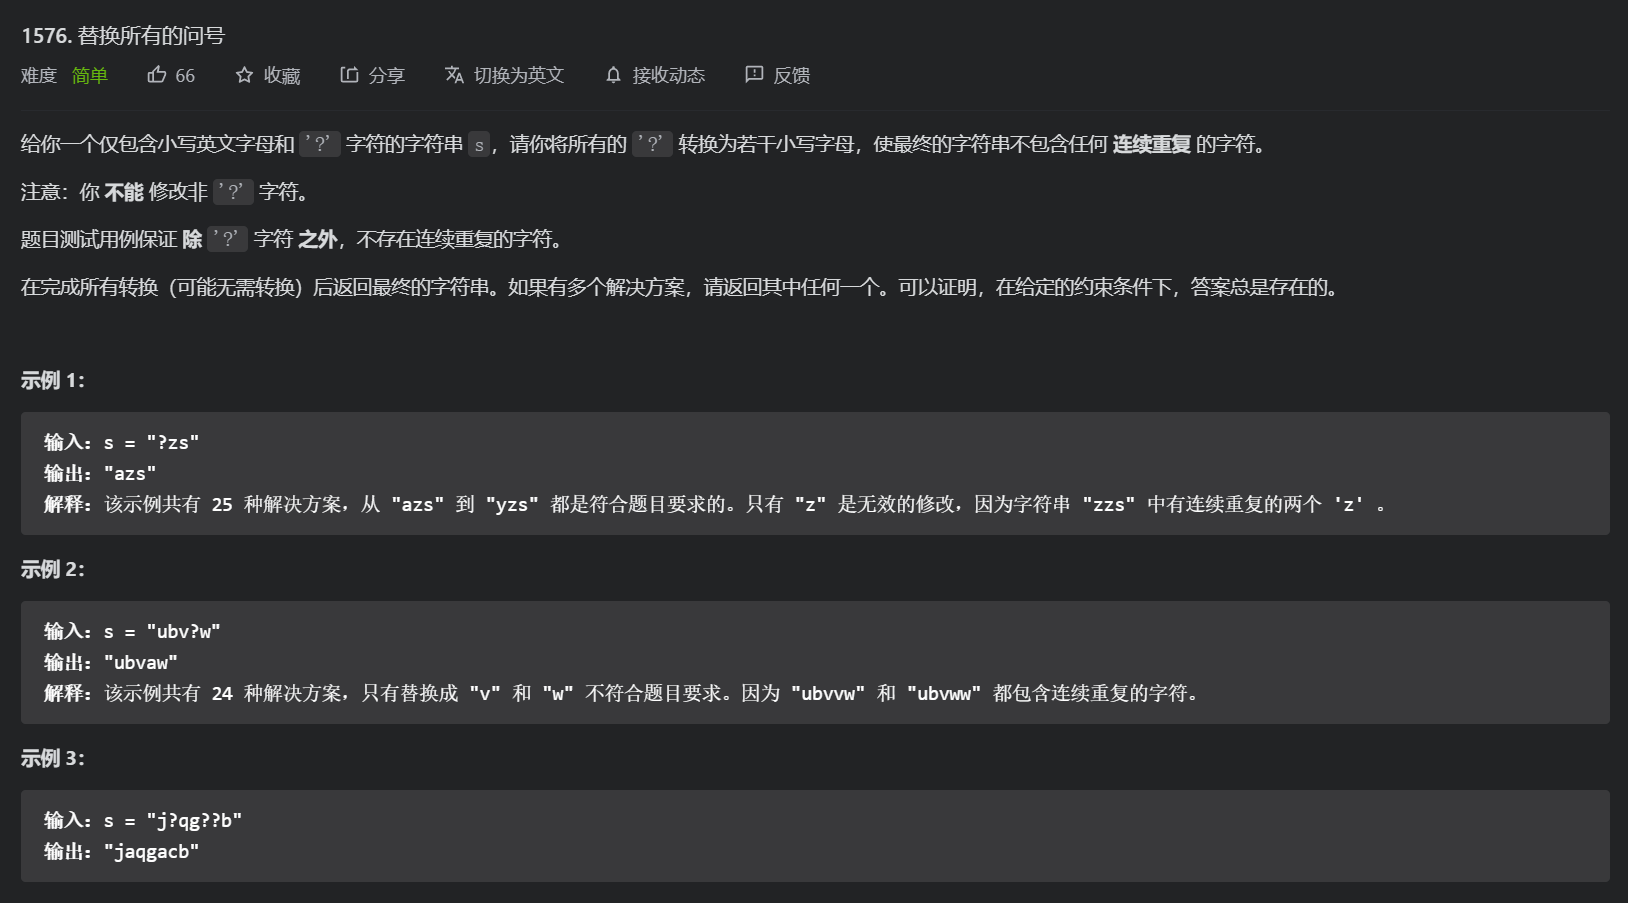 1576. 替换所有的问号
难度 简单 66 收藏 分享 切换为英文 接收动态 反馈
给你一个仅包含小写英文字母和 '?' 字符的字符串 s，请你将所有的 '?' 转换为若干小写字母，使最终的字符串不包含任何 连续重复 的字符。
注意：你 不能 修改非 '?' 字符。
题目测试用例保证 除 '?' 字符 之外，不存在连续重复的字符。
在完成所有转换（可能无需转换）后返回最终的字符串。如果有多个解决方案，请返回其中任何一个。可以证明，在给定的约束条件下，答案总是存在的。
示例 1：
输入：s = "?zs"
输出："azs"
解释：该示例共有 25 种解决方案，从 "azs" 到 "yzs" 都是符合题目要求的。只有 "z" 是无效的修改，因为字符串 "zzs" 中有连续重复的两个 'z' 。
示例 2：
输入：s = "ubv?w"
输出："ubvaw"
解释：该示例共有 24 种解决方案，只有替换成 "v" 和 "w" 不符合题目要求。因为 "ubvvw" 和 "ubvww" 都包含连续重复的字符。
示例 3：
输入：s = "j?qg??b"
输出："jaqgacb"